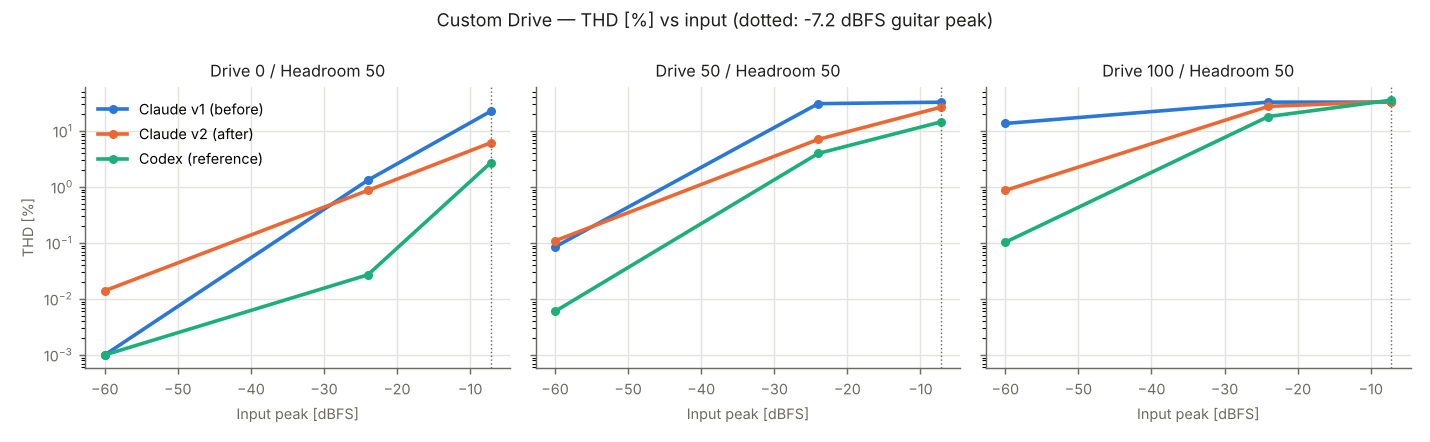 Custom Drive — THD [%] vs input (dotted: -7.2 dBFS guitar peak)
Drive 0 / Headroom 50
Drive 50 / Headroom 50
Drive 100 / Headroom 50
Claude v1 (before)
Claude v2 (after)
Codex (reference)
THD [%]
10¹
10⁰
10⁻¹
10⁻²
10⁻³
−60 −50 −40 −30 −20 −10
−60 −50 −40 −30 −20 −10
−60 −50 −40 −30 −20 −10
Input peak [dBFS]
Input peak [dBFS]
Input peak [dBFS]